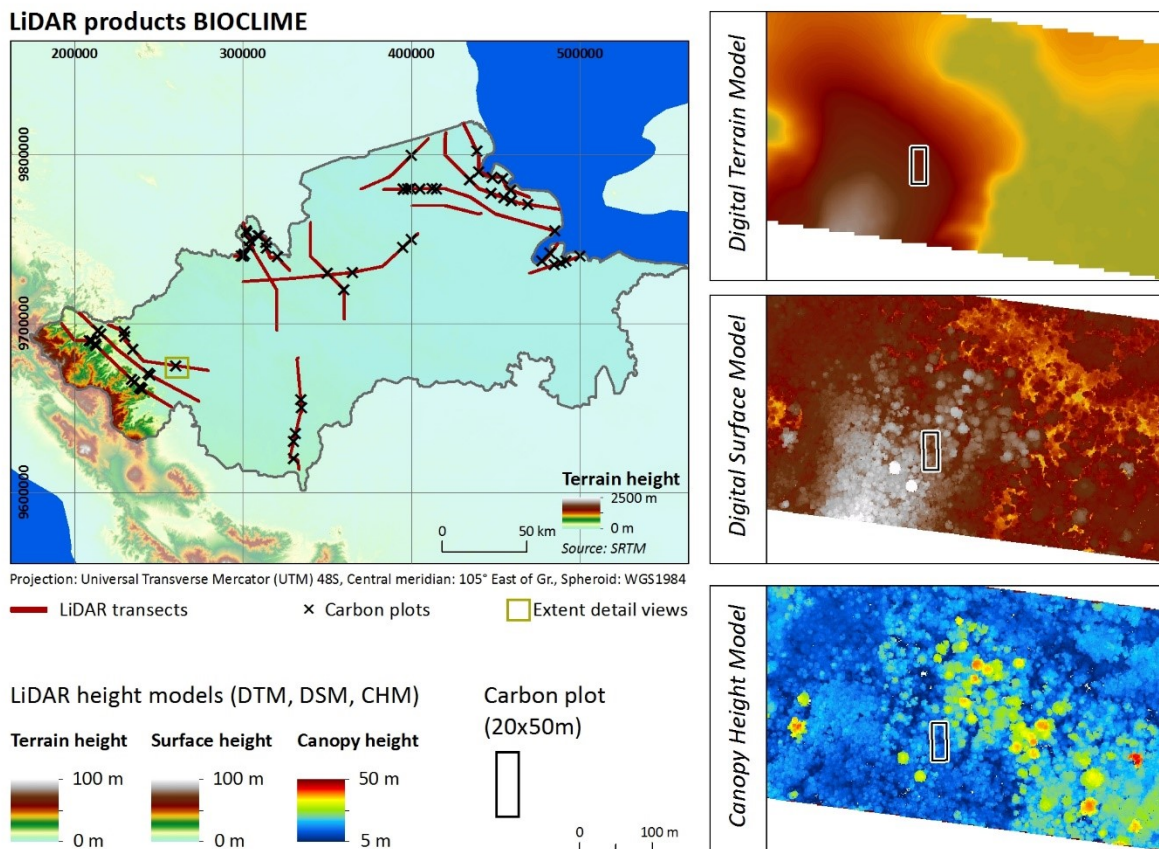 LiDAR products BIOCLIME
200000
300000
400000
500000
9800000
9700000
9600000
Terrain height
2500 m
0 m
0
50 km
Source: SRTM
Projection: Universal Transverse Mercator (UTM) 48S, Central meridian: 105° East of Gr., Spheroid: WGS1984
LiDAR transects
Carbon plots
Extent detail views
LiDAR height models (DTM, DSM, CHM)
Terrain height
Surface height
Canopy height
100 m
0 m
100 m
0 m
50 m
5 m
Carbon plot
(20x50m)
0
100 m
Digital Terrain Model
Digital Surface Model
Canopy Height Model